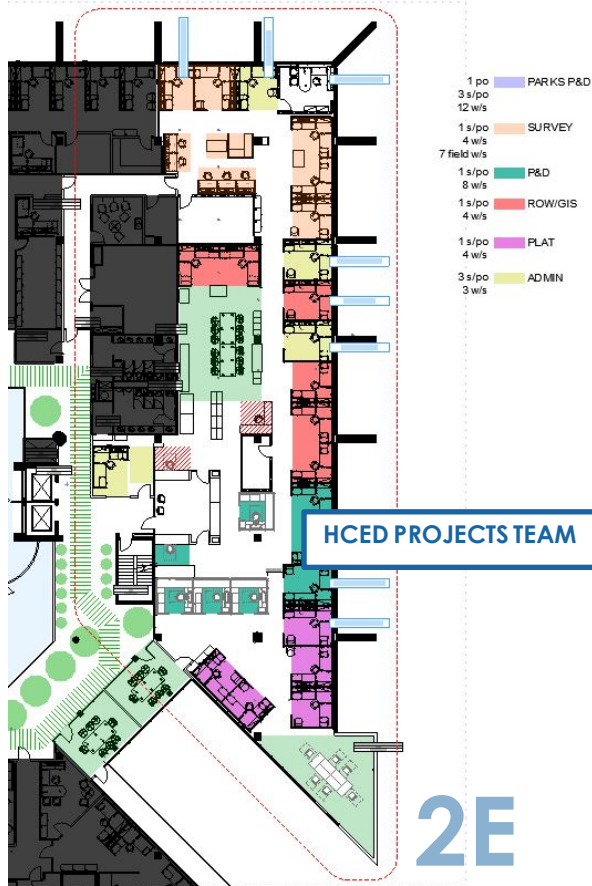 1 po
3 s/po
12 w/s
PARKS P&D
1 s/po
4 w/s
7 field w/s
SURVEY
1 s/po
8 w/s
P&D
1 s/po
4 w/s
ROW/GIS
1 s/po
4 w/s
PLAT
3 s/po
3 w/s
ADMIN
HCED PROJECTS TEAM
2E